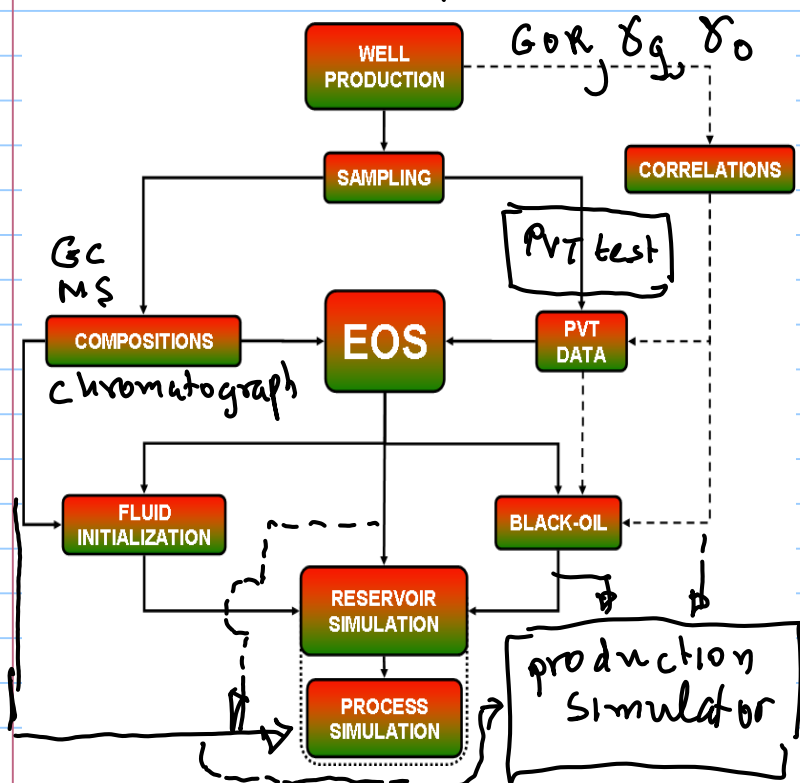 GOR, γg, γo
WELL
PRODUCTION
SAMPLING
CORRELATIONS
PVT test
GC
MS
COMPOSITIONS
EOS
PVT
DATA
chromatograph
FLUID
INITIALIZATION
BLACK-OIL
RESERVOIR
SIMULATION
production
simulator
PROCESS
SIMULATION